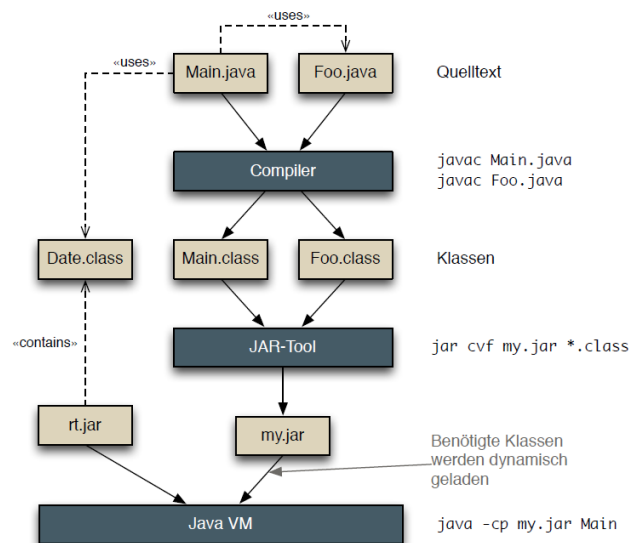 «uses»
«uses»
Main.java
Foo.java
Quelltext
Compiler
javac Main.java
javac Foo.java
Date.class
Main.class
Foo.class
Klassen
«contains»
JAR-Tool
jar cvf my.jar *.class
rt.jar
my.jar
Benötigte Klassen
werden dynamisch
geladen
Java VM
java -cp my.jar Main